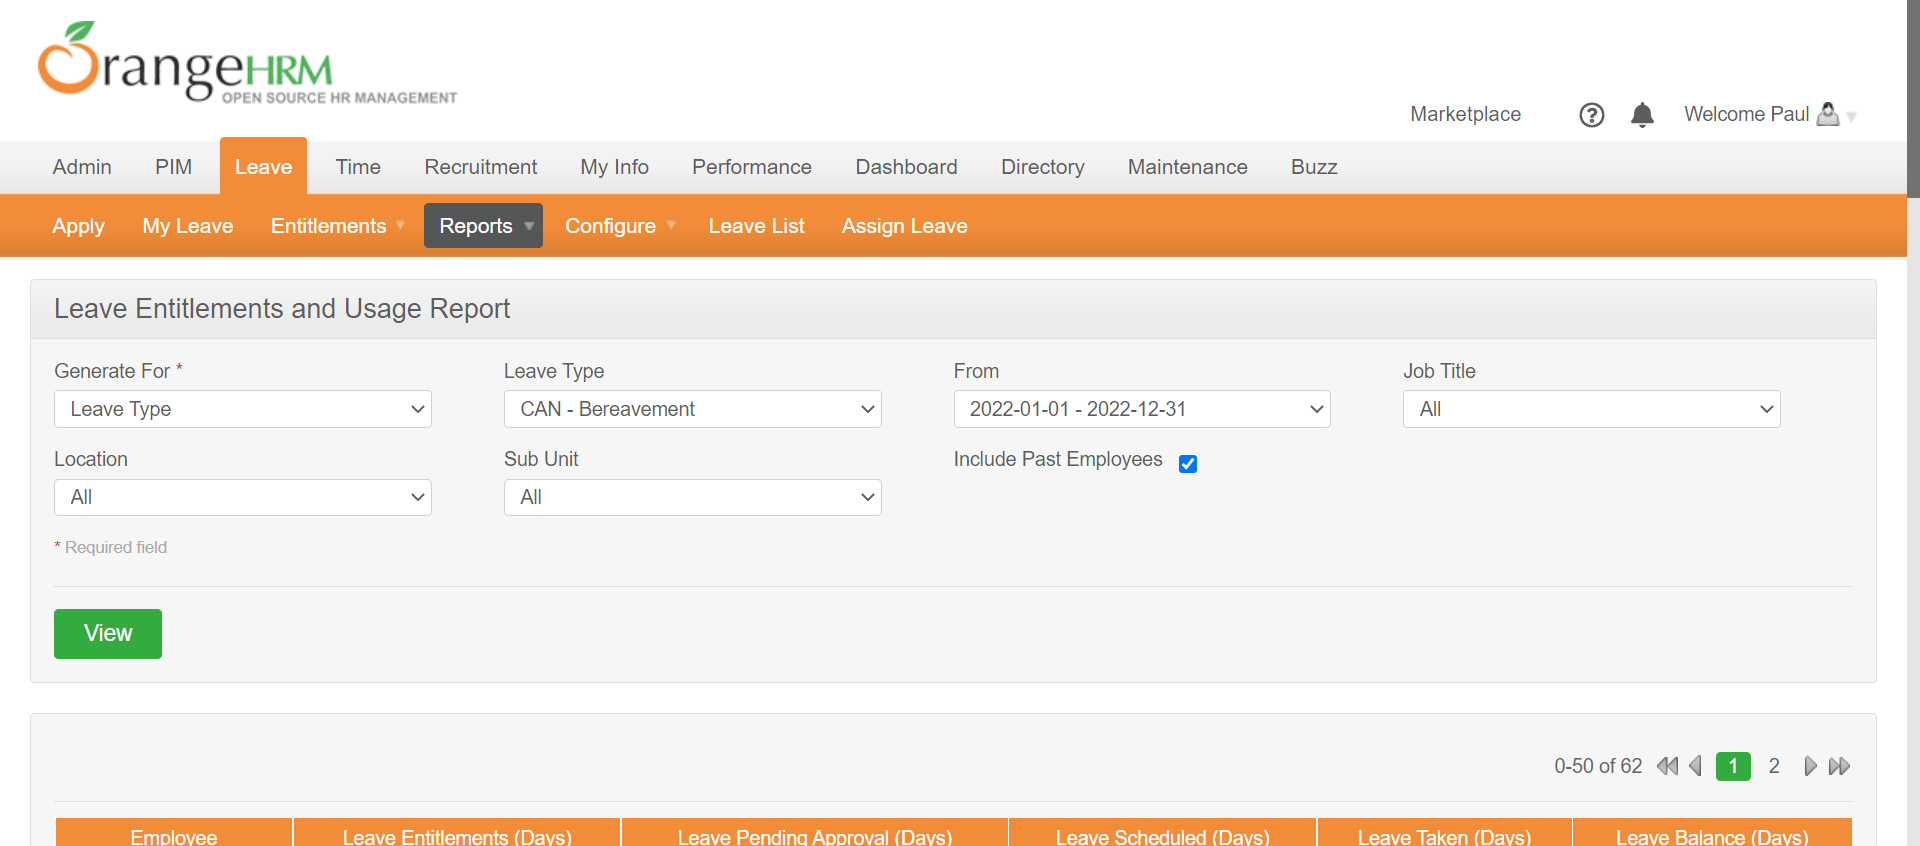 OrangeHRM
OPEN SOURCE HR MANAGEMENT
Marketplace ? Welcome Paul
Admin PIM Leave Time Recruitment My Info Performance Dashboard Directory Maintenance Buzz
Apply My Leave Entitlements Reports Configure Leave List Assign Leave
Leave Entitlements and Usage Report
Generate For * Leave Type From Job Title
Leave Type CAN - Bereavement 2022-01-01 - 2022-12-31 All
Location Sub Unit Include Past Employees
All All
* Required field
View
0-50 of 62 1 2
Employee Leave Entitlements (Days) Leave Pending Approval (Days) Leave Scheduled (Days) Leave Taken (Days) Leave Balance (Days)